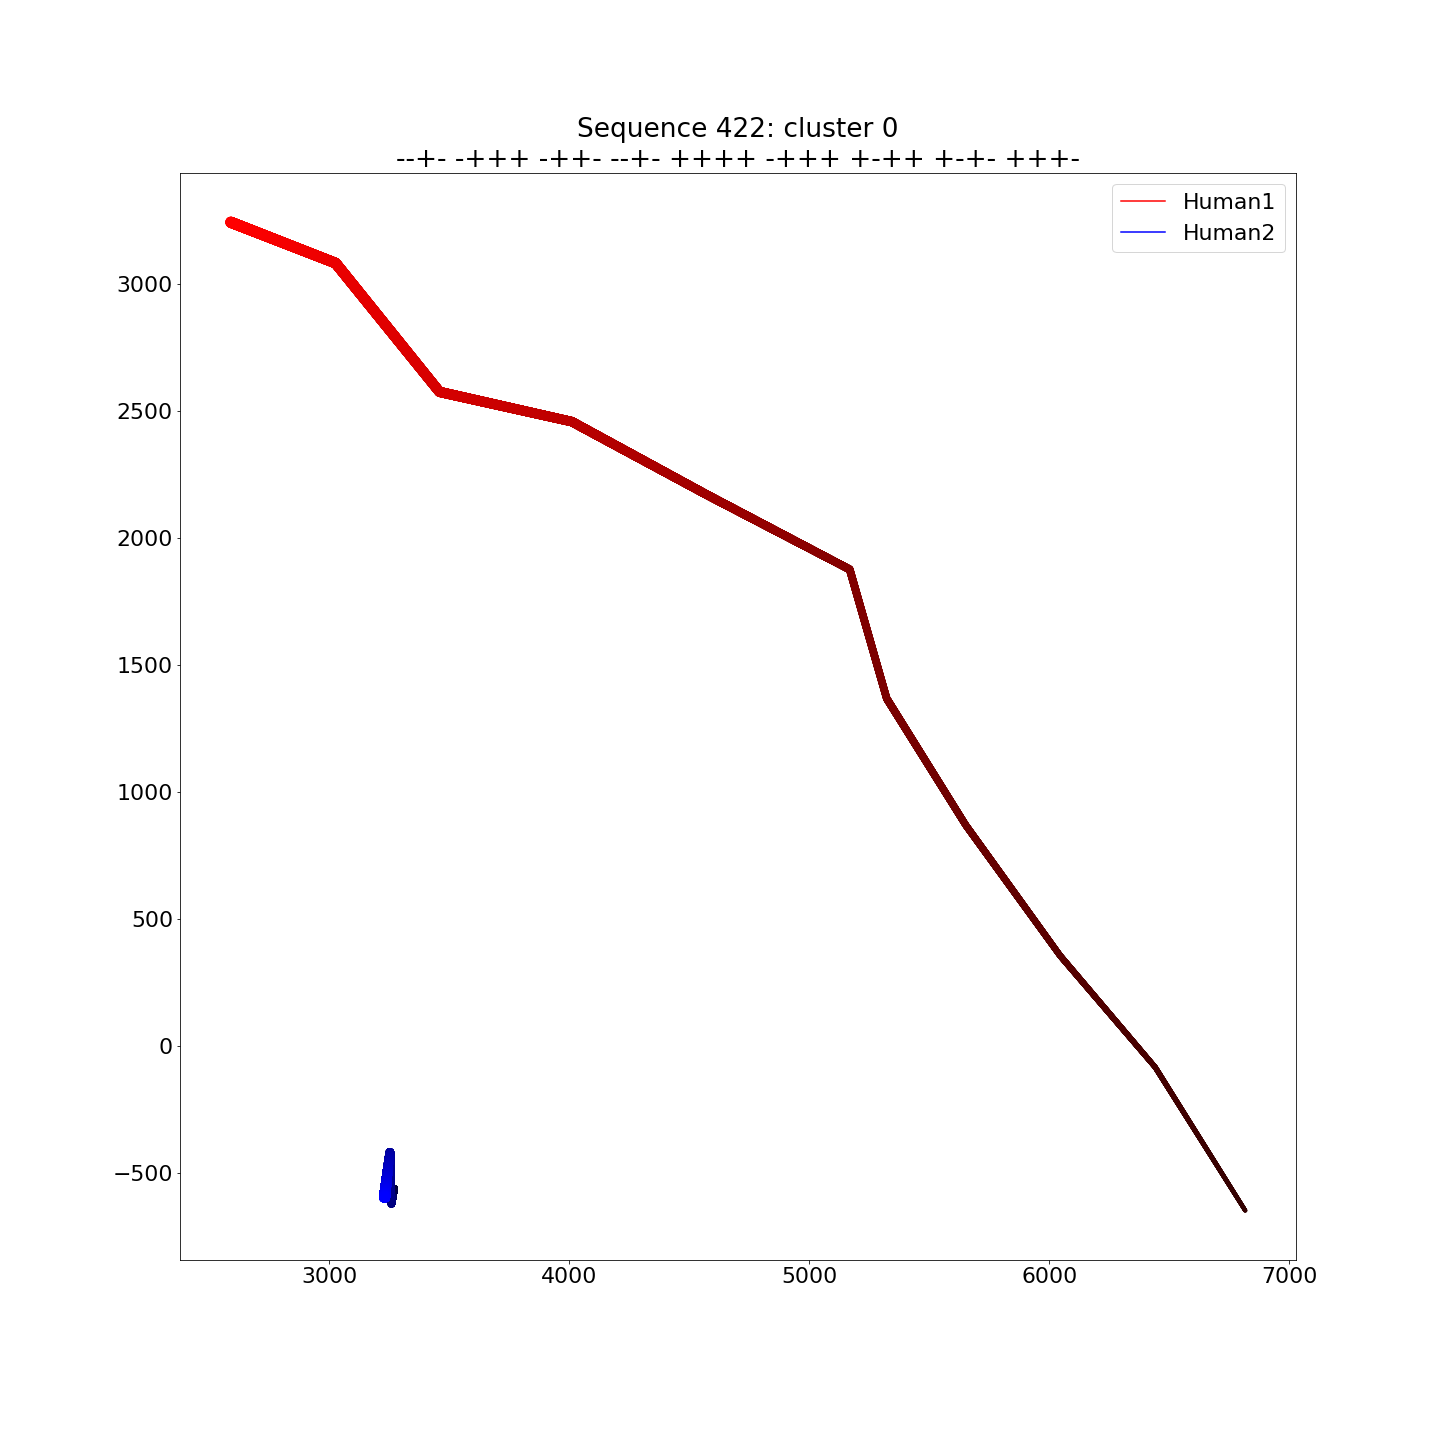 Sequence 422: cluster 0
--+- -+++ -++- --+- ++++ -+++ +-++ +-+- +++-
Human1
Human2
3000
2500
2000
1500
1000
500
0
−500
3000 4000 5000 6000 7000